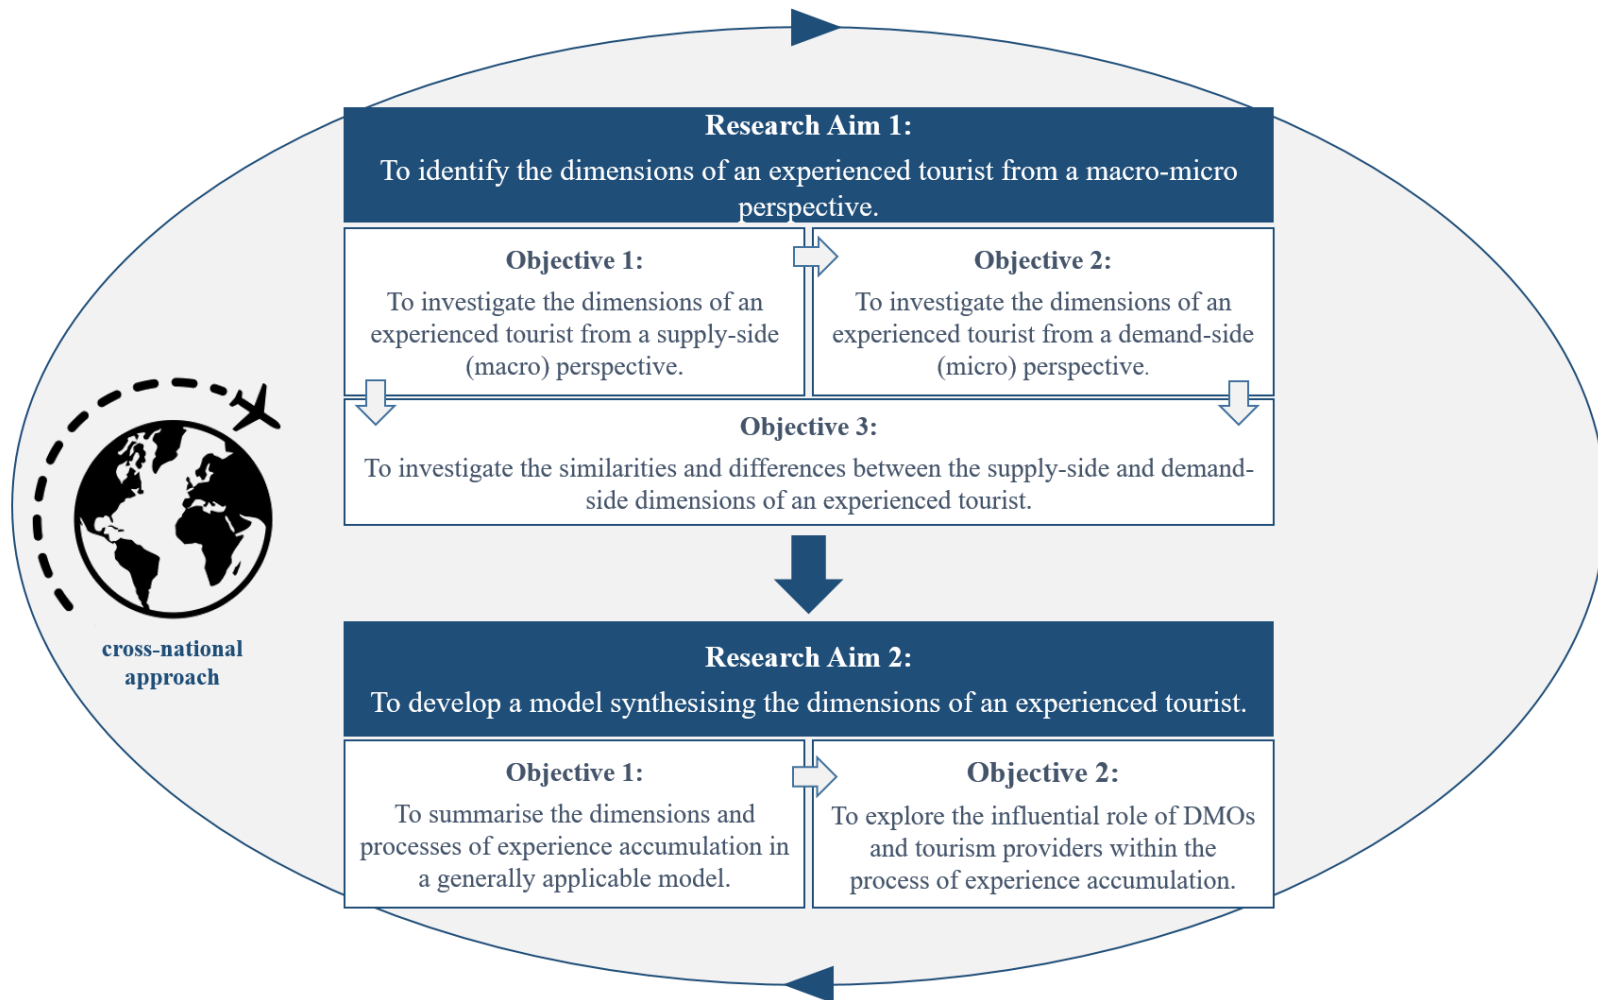 Research Aim 1:
To identify the dimensions of an experienced tourist from a macro-micro
perspective.
Objective 1:
To investigate the dimensions of an
experienced tourist from a supply-side
(macro) perspective.
Objective 2:
To investigate the dimensions of an
experienced tourist from a demand-side
(micro) perspective.
Objective 3:
To investigate the similarities and differences between the supply-side and demand-
side dimensions of an experienced tourist.
cross-national
approach
Research Aim 2:
To develop a model synthesising the dimensions of an experienced tourist.
Objective 1:
To summarise the dimensions and
processes of experience accumulation in
a generally applicable model.
Objective 2:
To explore the influential role of DMOs
and tourism providers within the
process of experience accumulation.